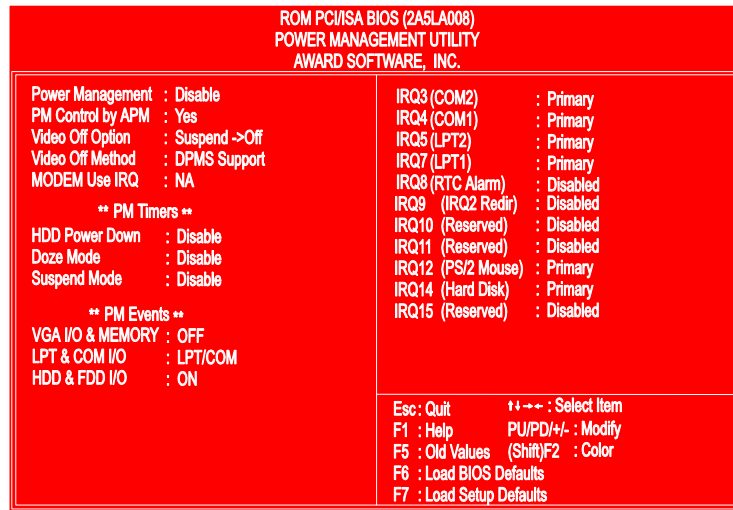 ROM PCI/ISA BIOS (2A5LA008)
POWER MANAGEMENT UTILITY
AWARD SOFTWARE, INC.
Power Management : Disable
PM Control by APM : Yes
Video Off Option : Suspend ->Off
Video Off Method : DPMS Support
MODEM Use IRQ : NA
** PM Timers **
HDD Power Down : Disable
Doze Mode : Disable
Suspend Mode : Disable
** PM Events **
VGA I/O & MEMORY : OFF
LPT & COM I/O : LPT/COM
HDD & FDD I/O : ON
IRQ3 (COM2) : Primary
IRQ4 (COM1) : Primary
IRQ5 (LPT2) : Primary
IRQ7 (LPT1) : Primary
IRQ8 (RTC Alarm) : Disabled
IRQ9 (IRQ2 Redir) : Disabled
IRQ10 (Reserved) : Disabled
IRQ11 (Reserved) : Disabled
IRQ12 (PS/2 Mouse) : Primary
IRQ14 (Hard Disk) : Primary
IRQ15 (Reserved) : Disabled
Esc : Quit ↑↓→← : Select Item
F1 : Help PU/PD/+/- : Modify
F5 : Old Values (Shift)F2 : Color
F6 : Load BIOS Defaults
F7 : Load Setup Defaults